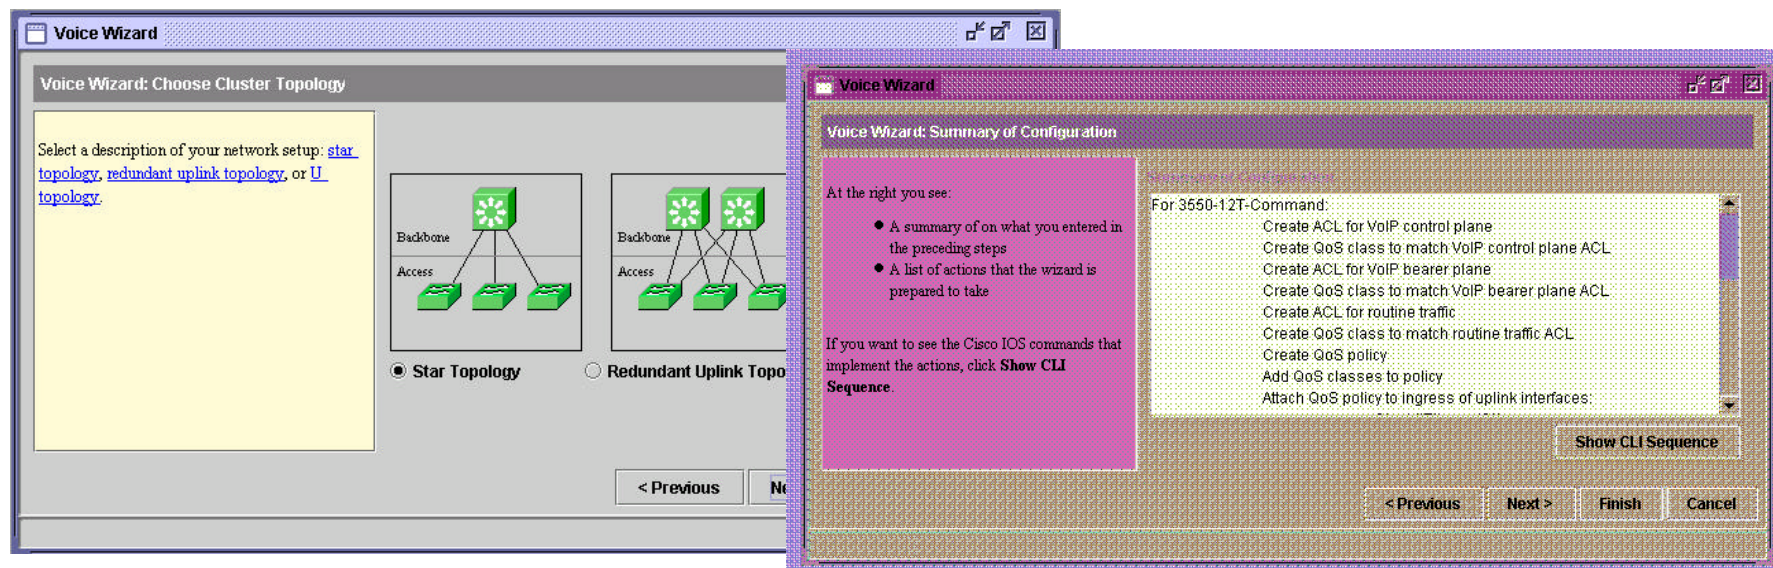 Voice Wizard
Voice Wizard: Choose Cluster Topology
Select a description of your network setup: star
topology, redundant uplink topology, or U
topology.
Backbone
Access
Star Topology
Backbone
Access
Redundant Uplink Topo
< Previous
Ne
Voice Wizard
Voice Wizard: Summary of Configuration
At the right you see:
● A summary of on what you entered in
the preceding steps
● A list of actions that the wizard is
prepared to take
If you want to see the Cisco IOS commands that
implement the actions, click Show CLI
Sequence.
Summary of Configuration
For 3550-12T-Command:
Create ACL for VoIP control plane
Create QoS class to match VoIP control plane ACL
Create ACL for VoIP bearer plane
Create QoS class to match VoIP bearer plane ACL
Create ACL for routine traffic
Create QoS class to match routine traffic ACL
Create QoS policy
Add QoS classes to policy
Attach QoS policy to ingress of uplink interfaces:
Show CLI Sequence
< Previous
Next >
Finish
Cancel